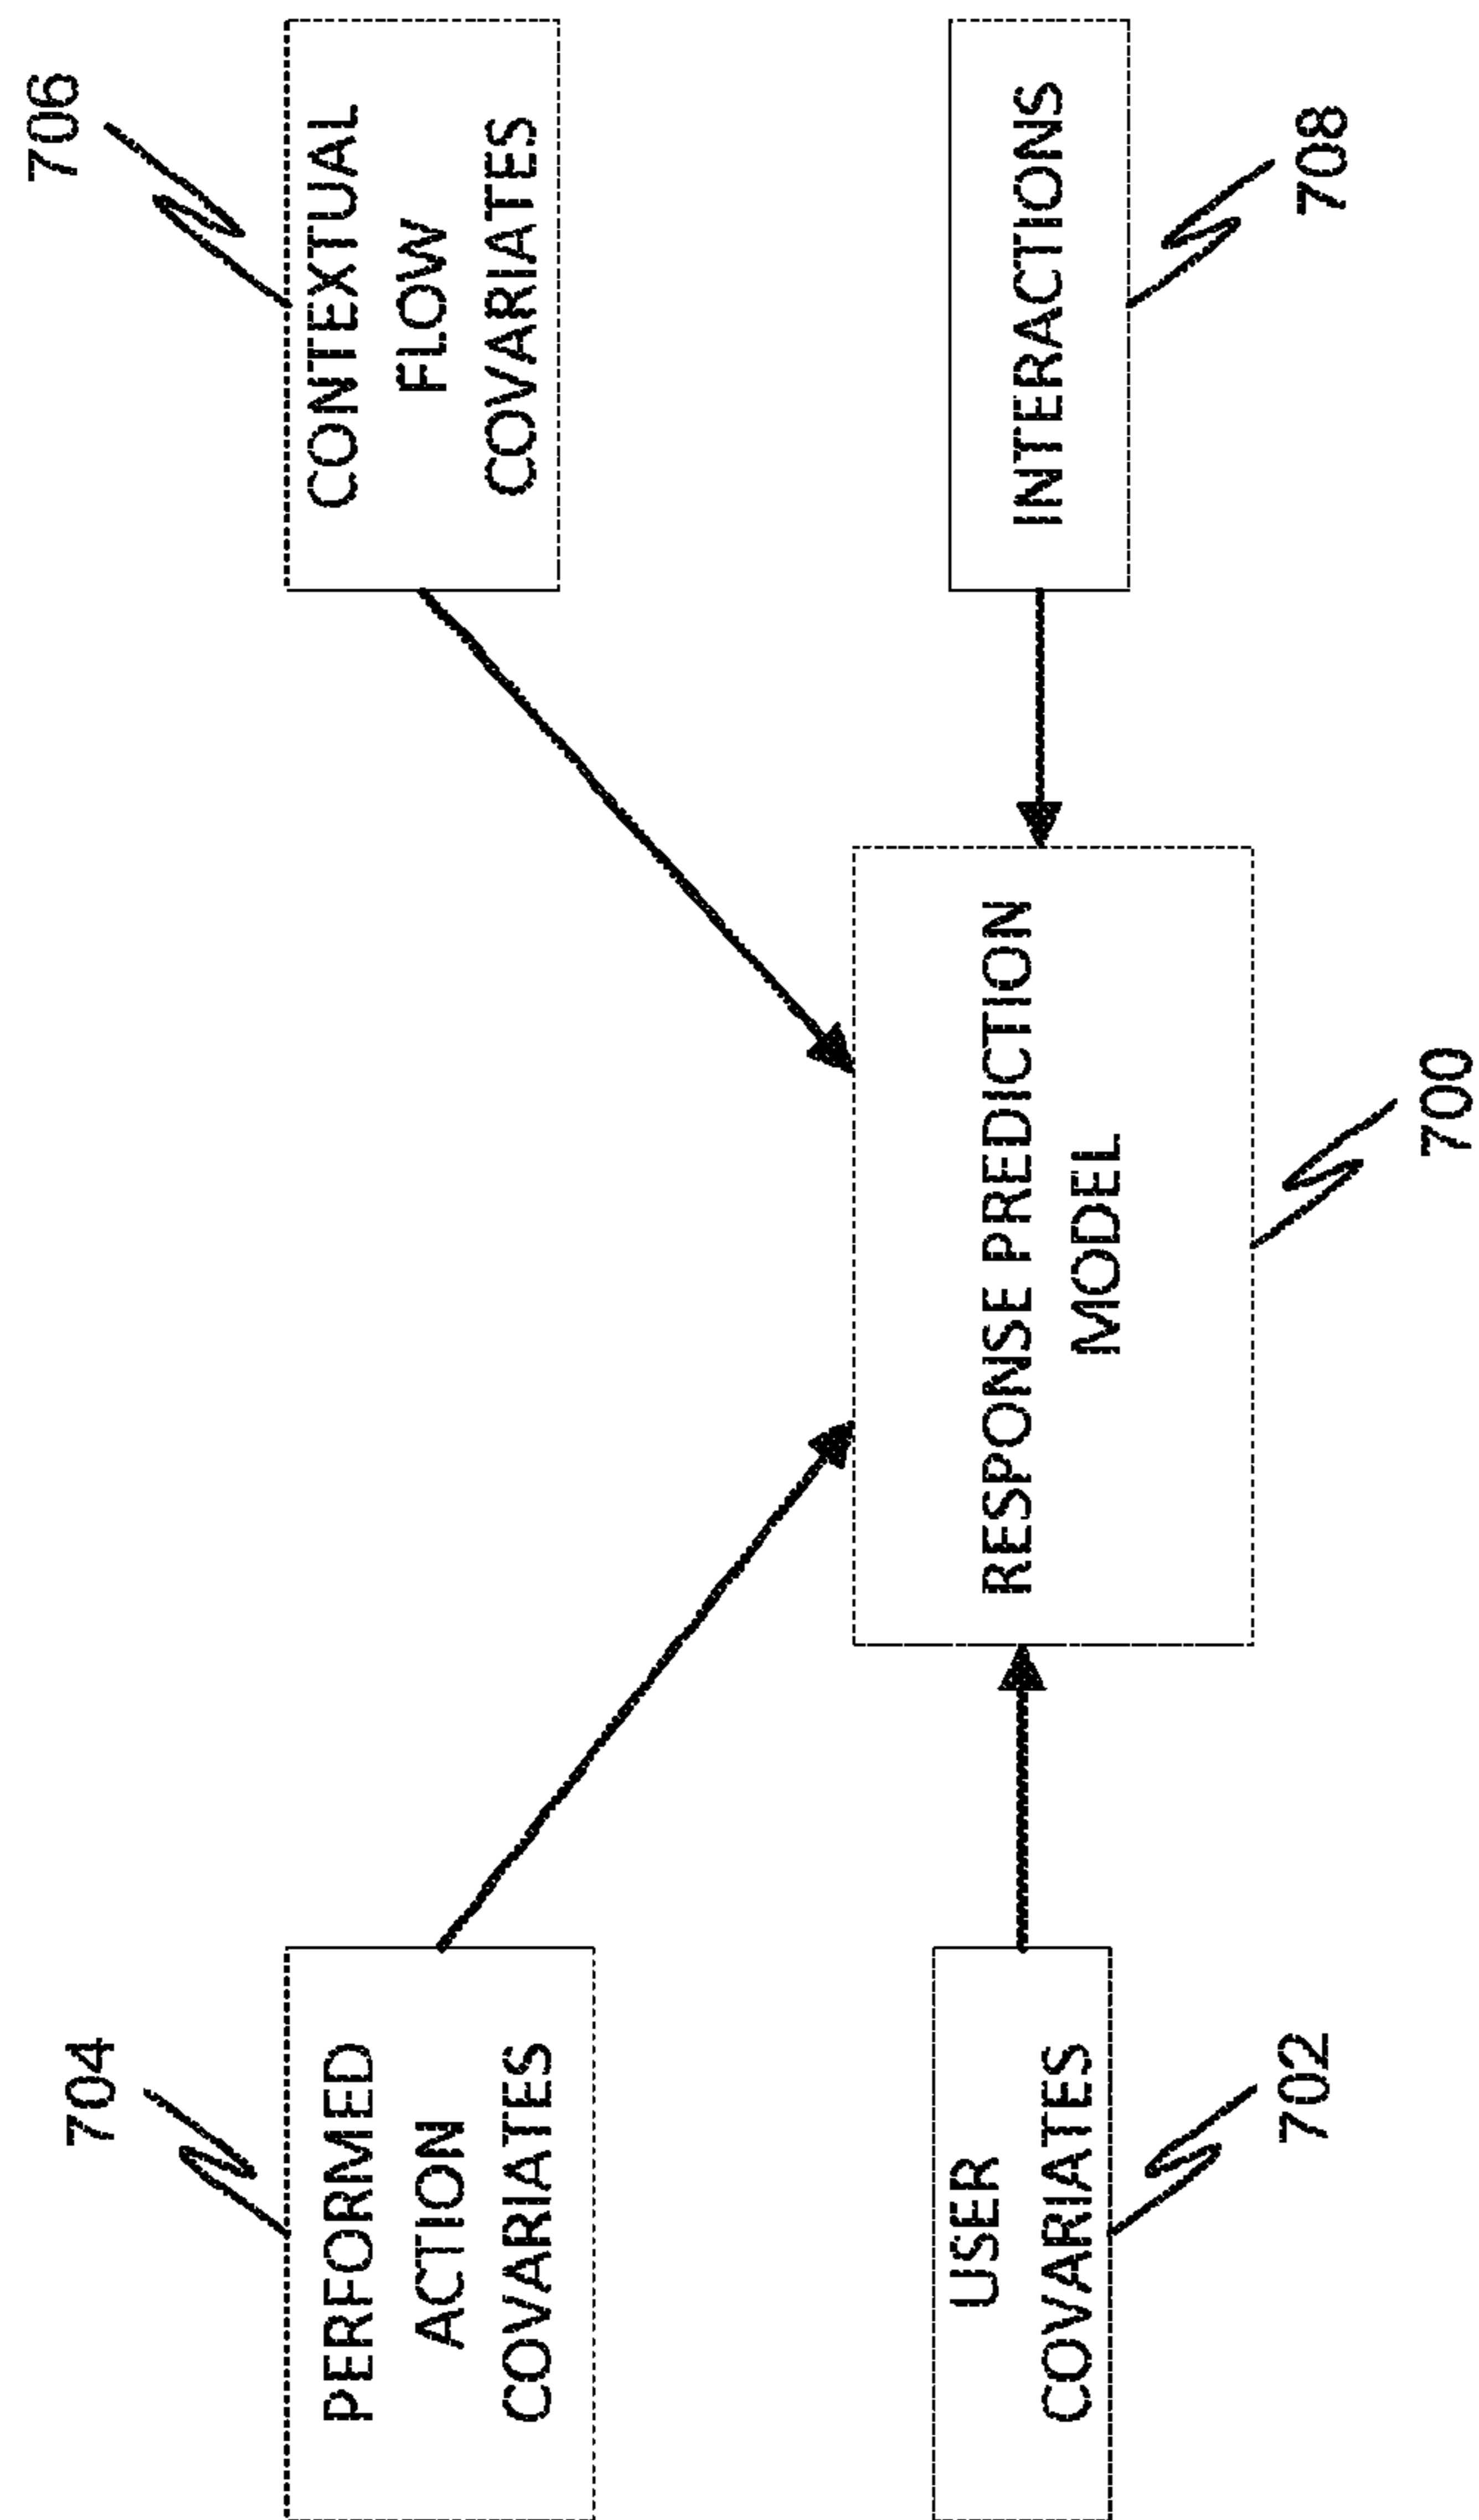 704
PERFORMED
ACTION
COVARIATES
706
CONTEXTUAL
FLOW
COVARIATES
USER
COVARIATES
702
RESPONSE PREDICTION
MODEL
700
INTERACTIONS
708